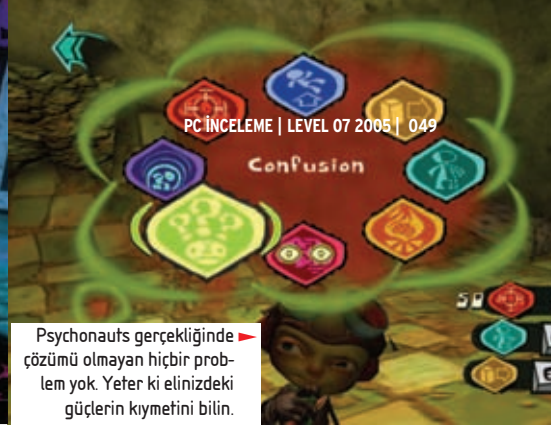 PC İNCELEME | LEVEL 07 2005 | 049
Confusion
Psychonauts gerçekliğinde
çözümü olmayan hiçbir prob-
lem yok. Yeter ki elinizdeki
güçlerin kıymetini bilin.